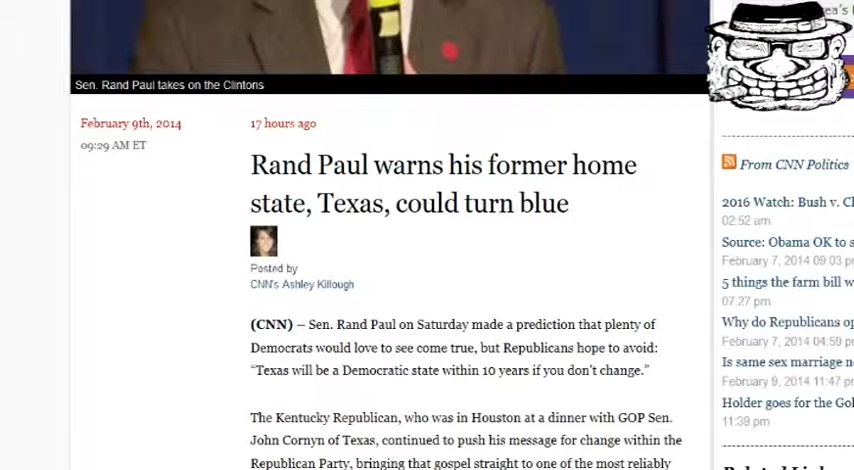 ea's
Sen. Rand Paul takes on the Clintons
February 9th, 2014
09:29 AM ET
17 hours ago
Rand Paul warns his former home
state, Texas, could turn blue
Posted by
CNN's Ashley Killough
(CNN) – Sen. Rand Paul on Saturday made a prediction that plenty of
Democrats would love to see come true, but Republicans hope to avoid:
"Texas will be a Democratic state within 10 years if you don't change."
The Kentucky Republican, who was in Houston at a dinner with GOP Sen.
John Cornyn of Texas, continued to push his message for change within the
Republican Party, bringing that gospel straight to one of the most reliably
From CNN Politics
2016 Watch: Bush v. Cl
02:52 am
Source: Obama OK to s
February 7, 2014 09:03 p
5 things the farm bill w
07:27 pm
Why do Republicans op
February 7, 2014 04:59 p
Is same sex marriage n
February 9, 2014 11:47 p
Holder goes for the Gol
11:39 pm